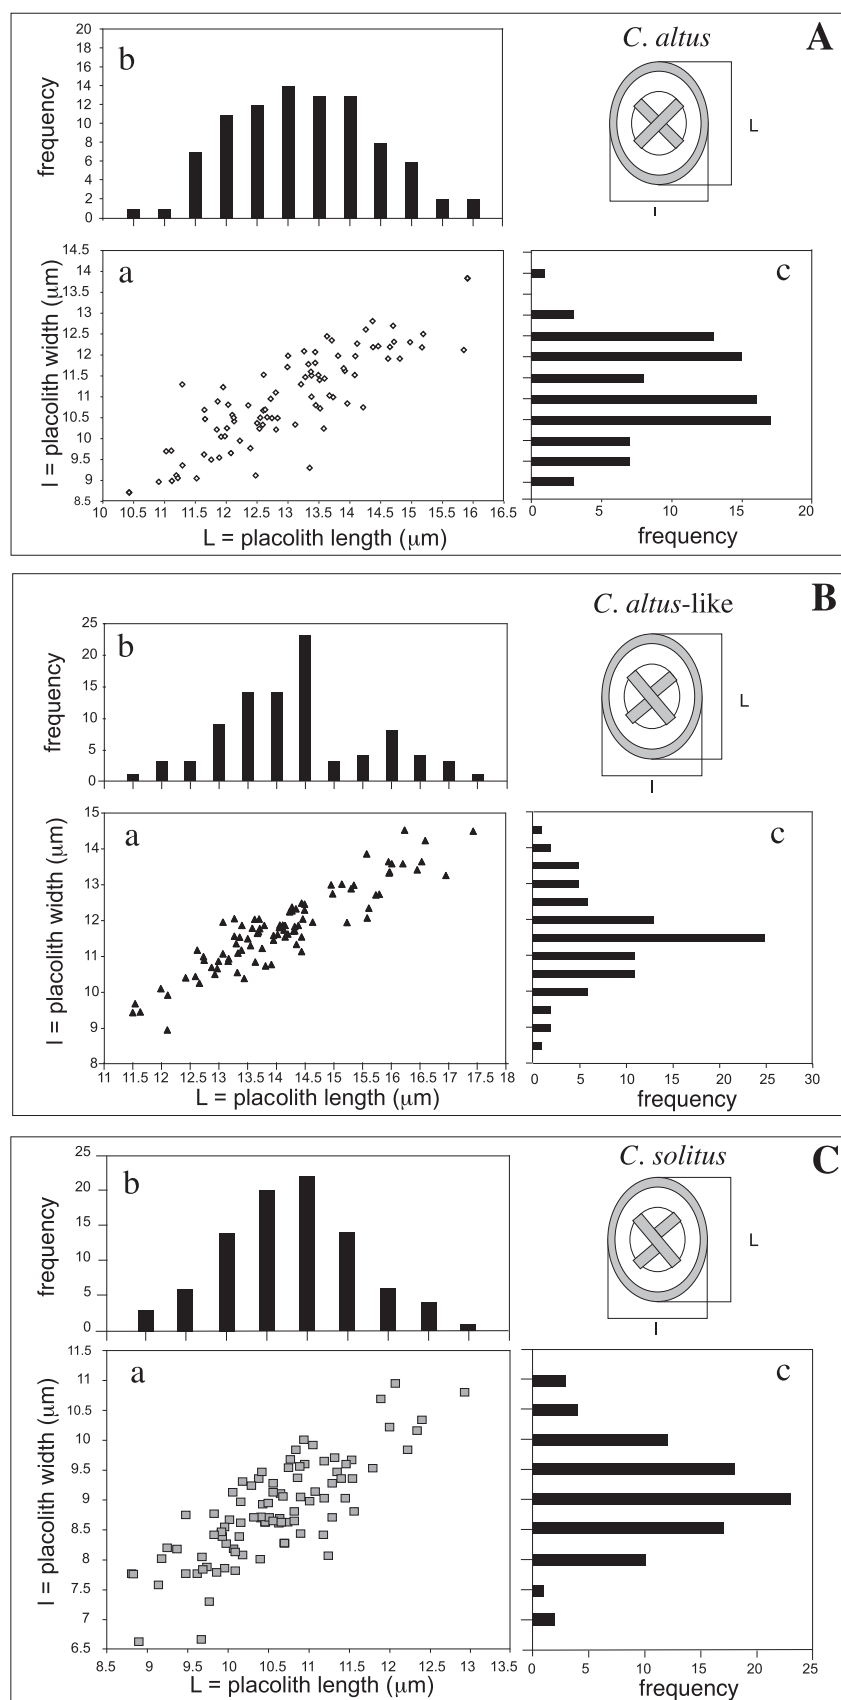 A
C. altus
b
frequency
20
18
16
14
12
10
8
6
4
2
0
L
l
a
l = placolith width (µm)
14.5
14
13.5
13
12.5
12
11.5
11
10.5
10
9.5
9
8.5
10 10.5 11 11.5 12 12.5 13 13.5 14 14.5 15 15.5 16 16.5
L = placolith length (µm)
c
0 5 10 15 20
frequency
B
C. altus-like
b
frequency
25
20
15
10
5
0
L
l
a
l = placolith width (µm)
15
14
13
12
11
10
9
8
11 11.5 12 12.5 13 13.5 14 14.5 15 15.5 16 16.5 17 17.5 18
L = placolith length (µm)
c
0 5 10 15 20 25 30
frequency
C
C. solitus
b
frequency
25
20
15
10
5
0
L
l
a
l = placolith width (µm)
11.5
11
10.5
10
9.5
9
8.5
8
7.5
7
6.5
8.5 9 9.5 10 10.5 11 11.5 12 12.5 13 13.5
L = placolith length (µm)
c
0 5 10 15 20 25
frequency